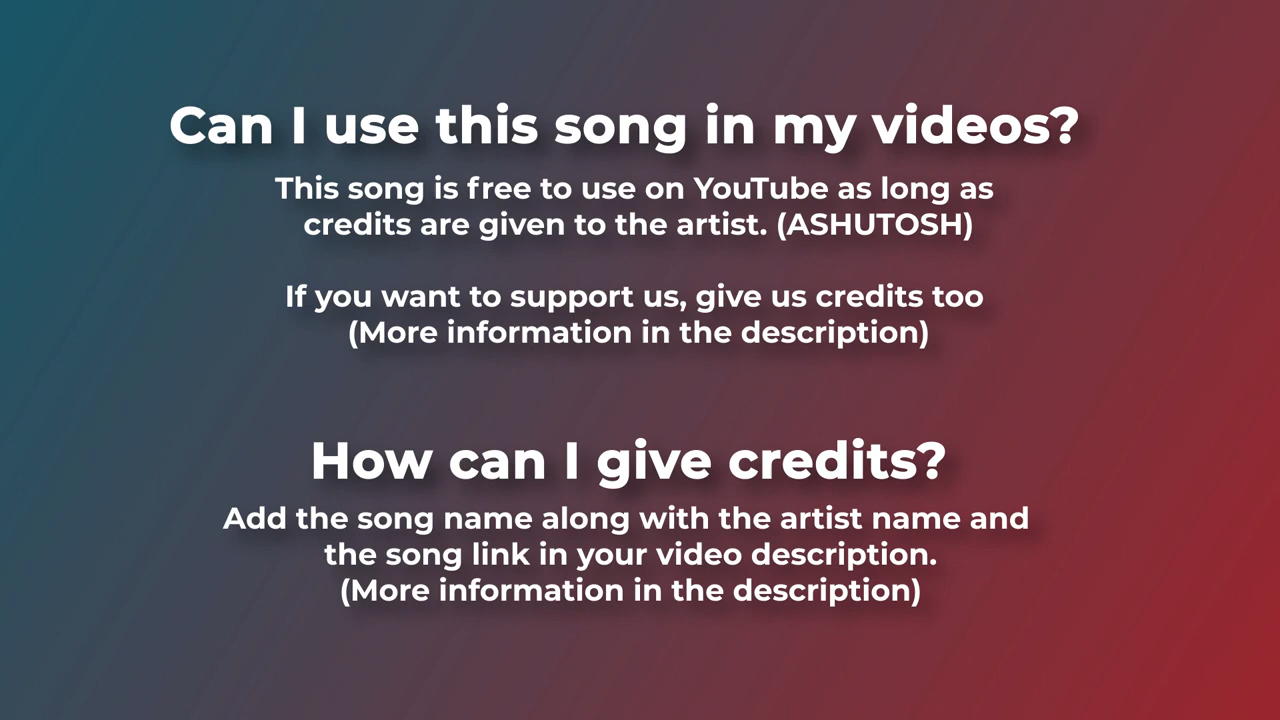 Can I use this song in my videos?
This song is free to use on YouTube as long as
credits are given to the artist. (ASHUTOSH)
If you want to support us, give us credits too
(More information in the description)
How can I give credits?
Add the song name along with the artist name and
the song link in your video description.
(More information in the description)